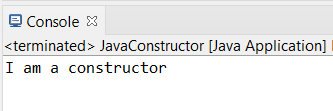 Console
<terminated> JavaConstructor [Java Application]
I am a constructor